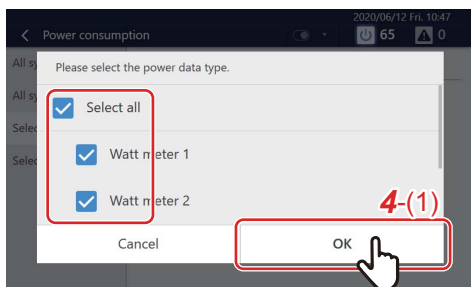 2020/06/12 Fri. 10:47
Power consumption
65
0
Please select the power data type.
All sy
Select all
All sy
Selec
Watt meter 1
Selec
Watt meter 2
4-(1)
Cancel
OK